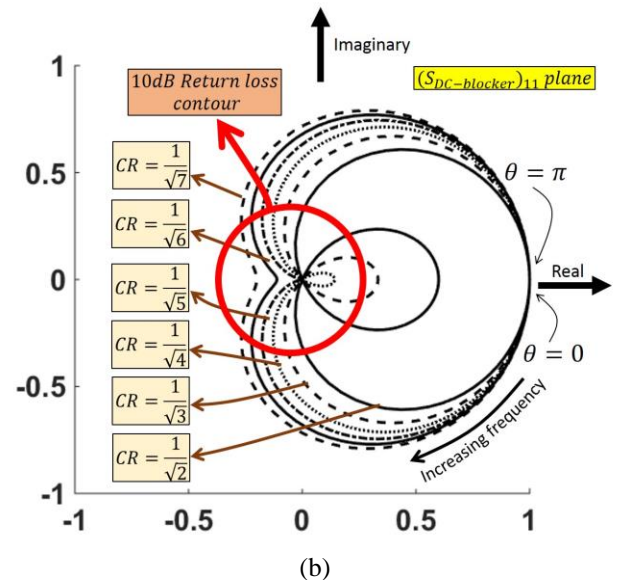 1
Imaginary
10dB Return loss
contour
(S_{DC-blocker})_{11} plane
0.5
CR = 1/√7
θ = π
CR = 1/√6
0
Real
CR = 1/√5
CR = 1/√4
θ = 0
-0.5
CR = 1/√3
Increasing frequency
CR = 1/√2
-1
-1
-0.5
0
0.5
1
(b)